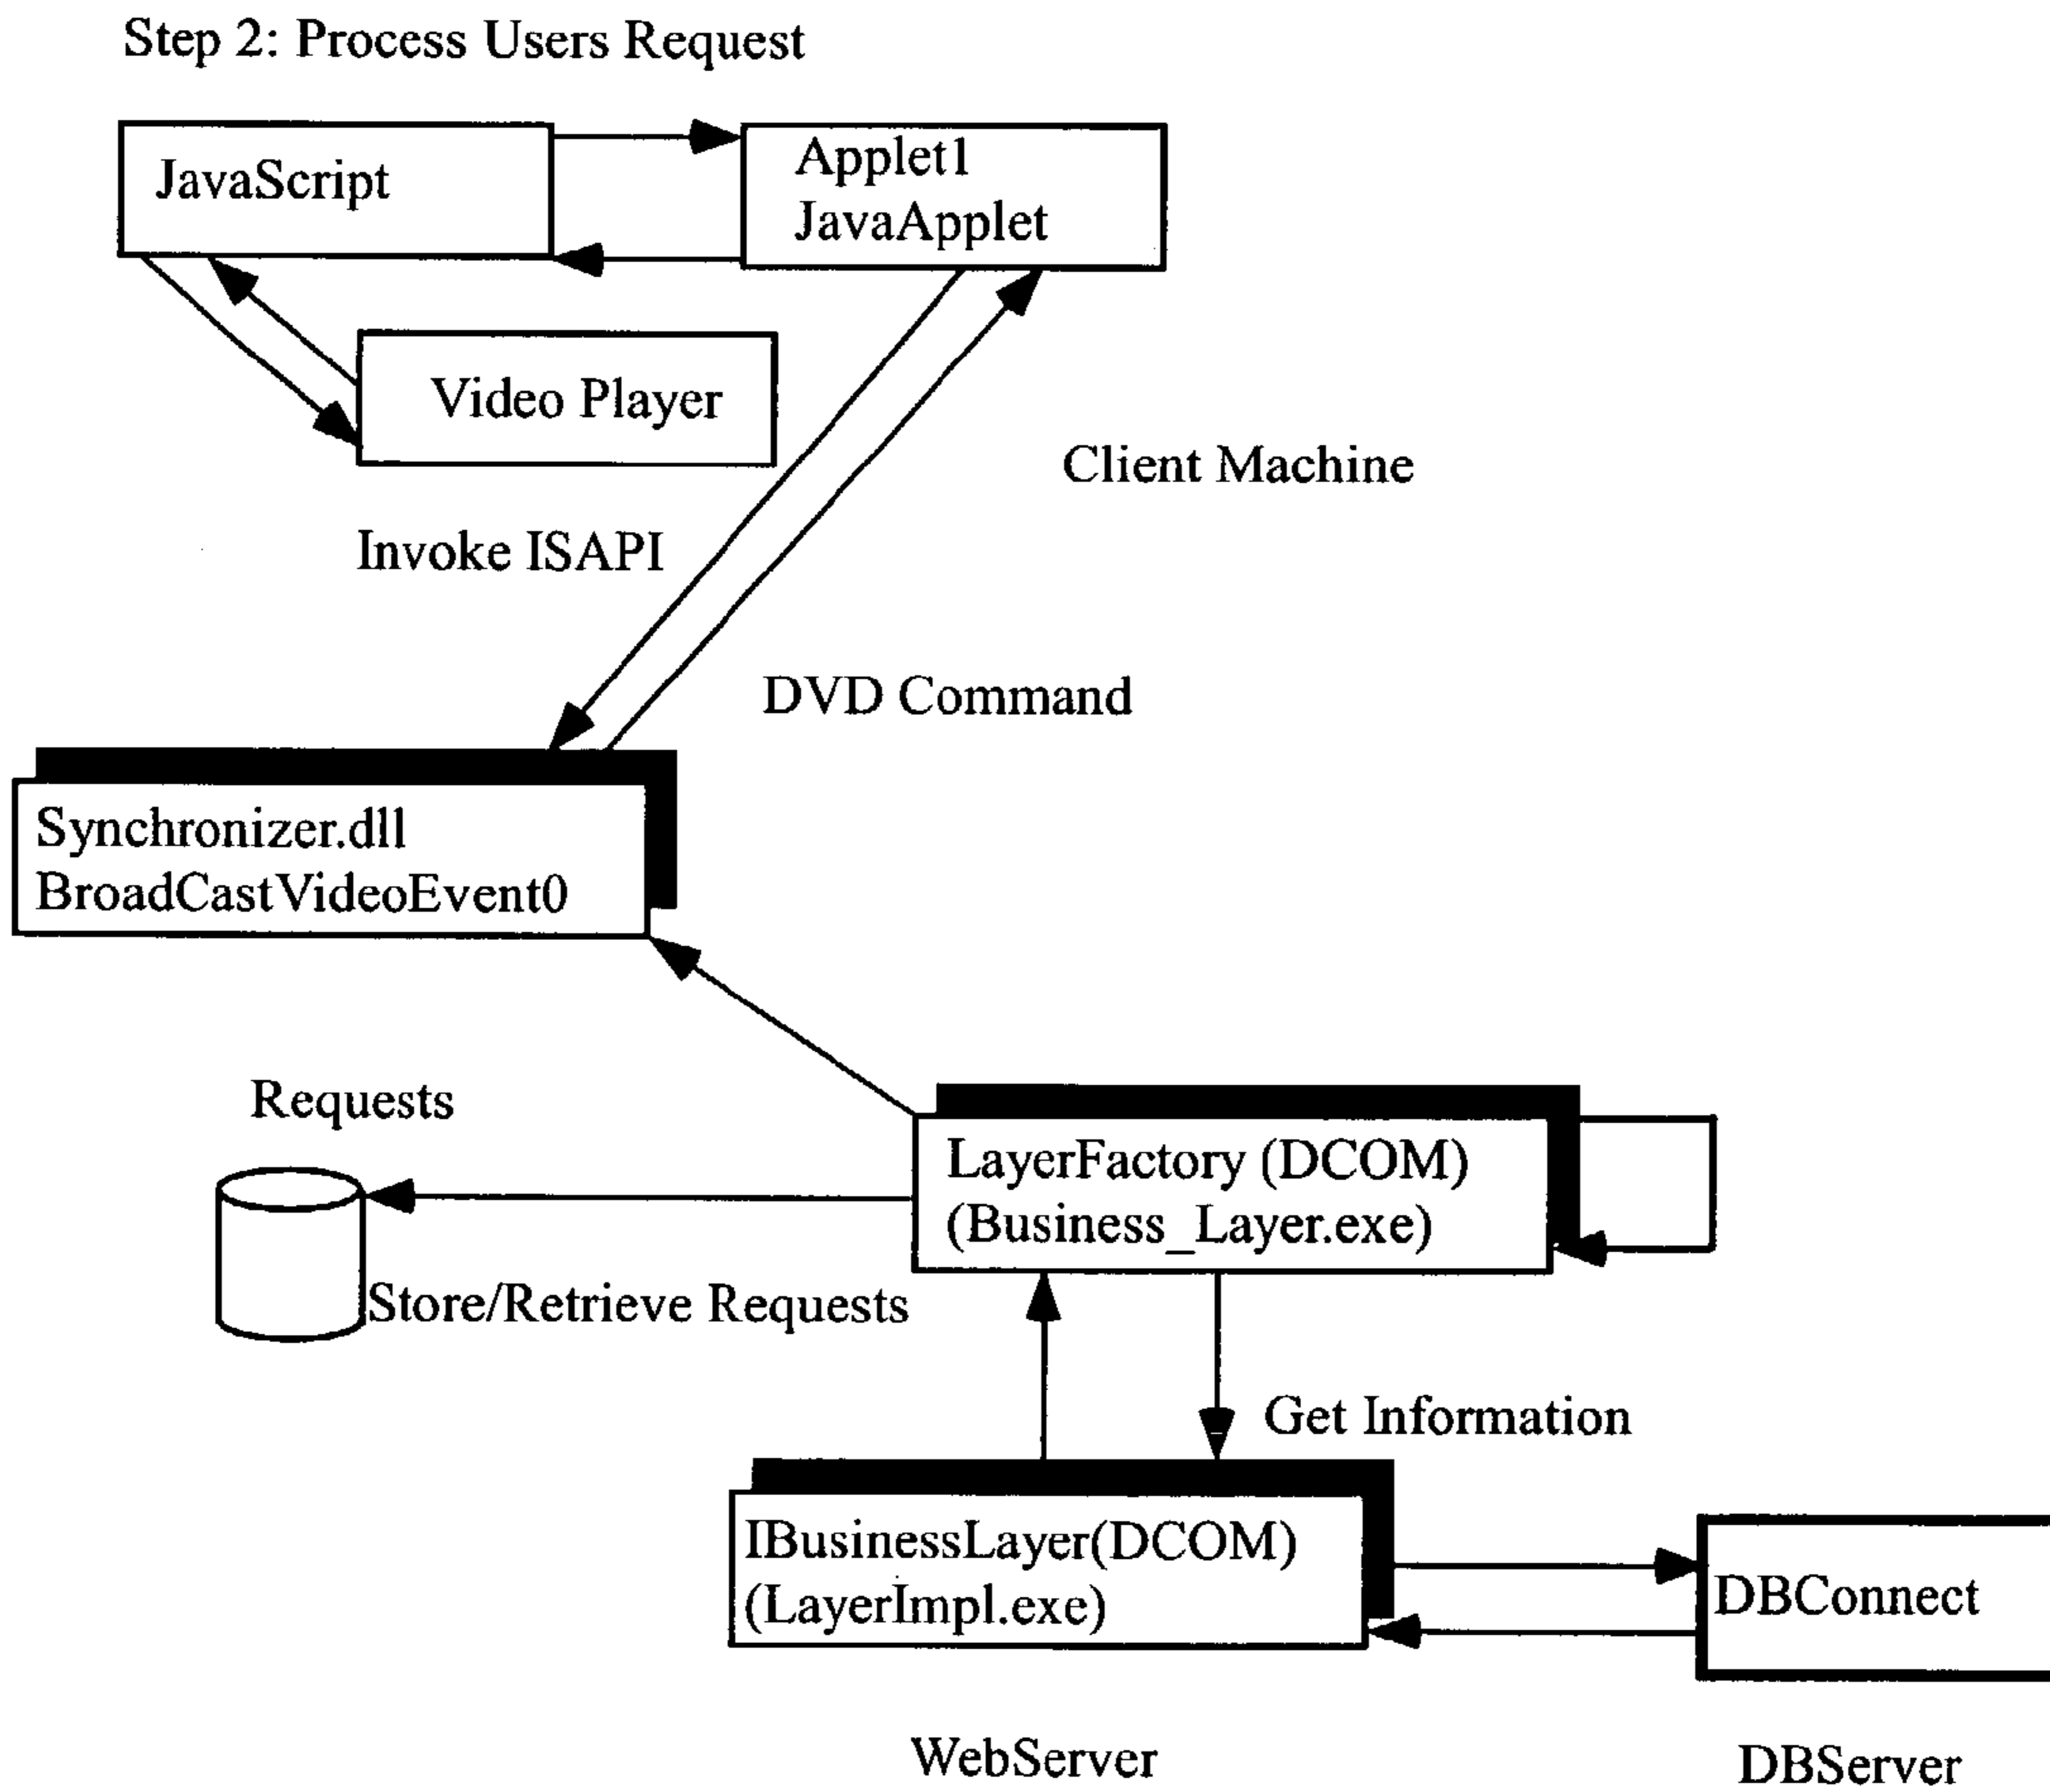 Step 2: Process Users Request
JavaScript
Applet1
JavaApplet
Video Player
Client Machine
Invoke ISAPI
DVD Command
Synchronizer.dll
BroadCastVideoEvent0
Requests
LayerFactory (DCOM)
(Business_Layer.exe)
Store/Retrieve Requests
Get Information
IBusinessLayer(DCOM)
(LayerImpl.exe)
DBConnect
WebServer
DBServer